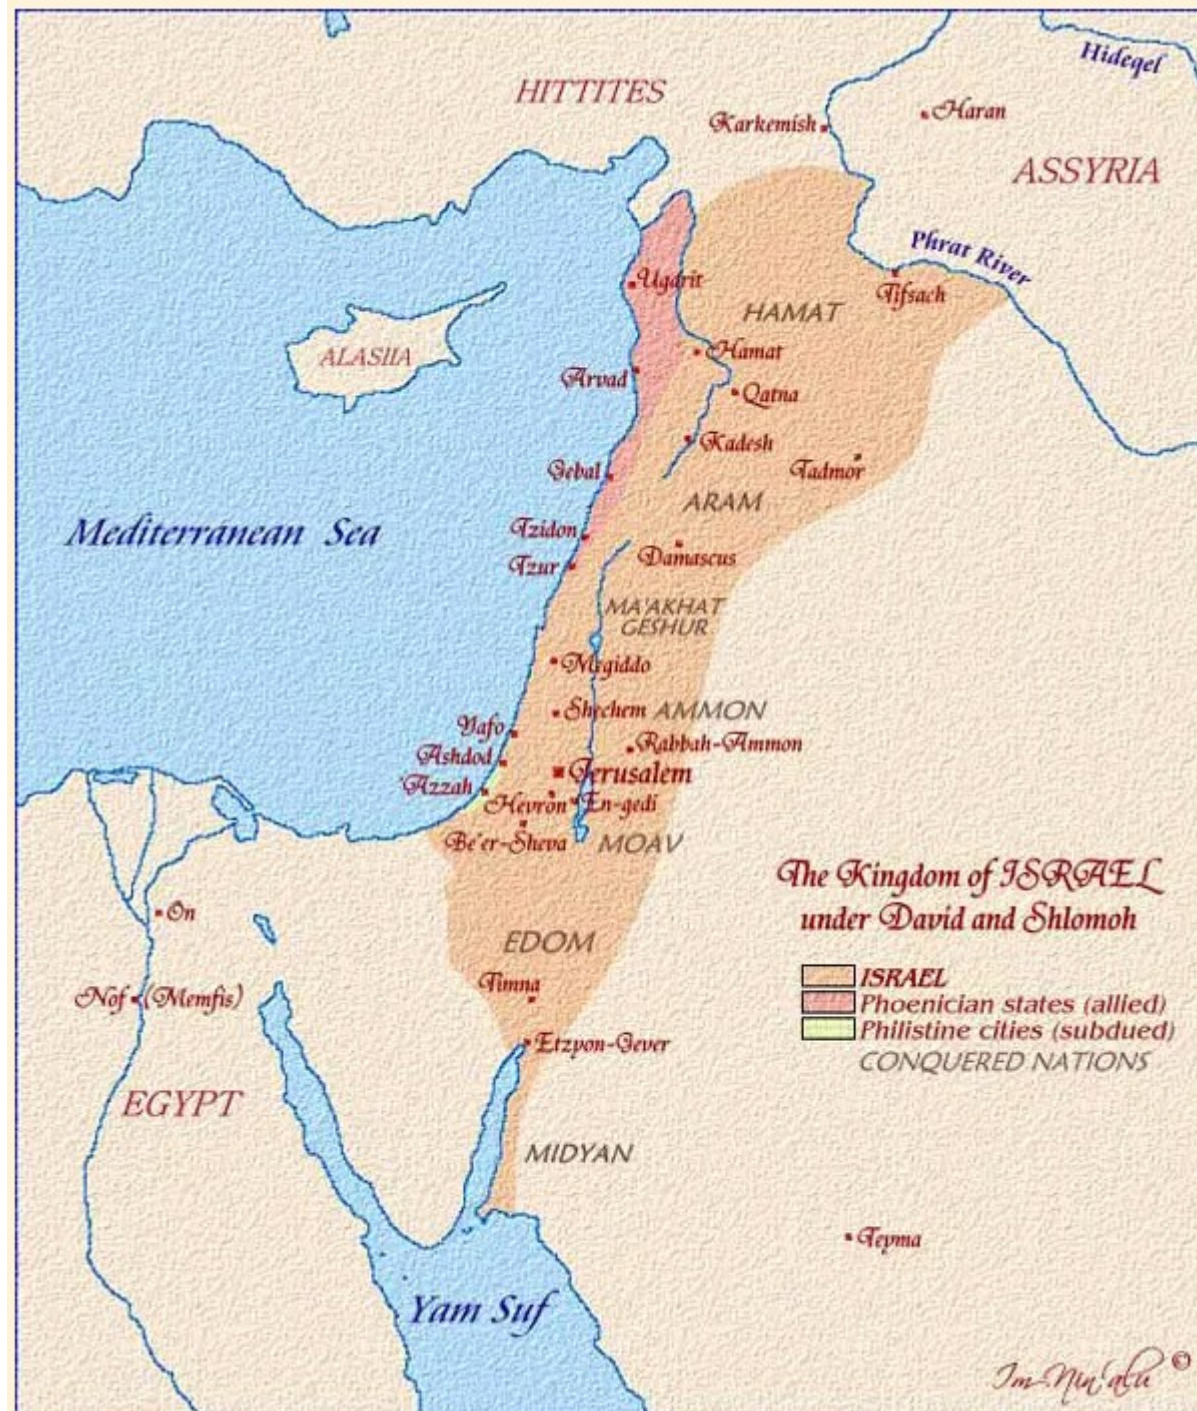 Hideqel
HITTITES
Karkemish
Haran
ASSYRIA
Phrat River
Ugarit
Tifsach
HAMAT
ALASIIA
Hamat
Arvad
Qatna
Kadesh
Tadmor
Gebal
ARAM
Mediterranean Sea
Tzidon
Damascus
Tzur
MA'AKHAT
GESHUR
Megiddo
Shechem
AMMON
Yafo
Rabbah-Ammon
Ashdod
Jerusalem
'Azzah
Hevron
En-gedi
Be'er-Sheva
MOAV
The Kingdom of ISRAEL
under David and Shlomoh
On
EDOM
ISRAEL
Timna
Nof (Memfis)
Phoenician states (allied)
Philistine cities (subdued)
Etzyon-Gever
CONQUERED NATIONS
EGYPT
MIDYAN
Teyma
Yam Suf
Im Nin'alu ©